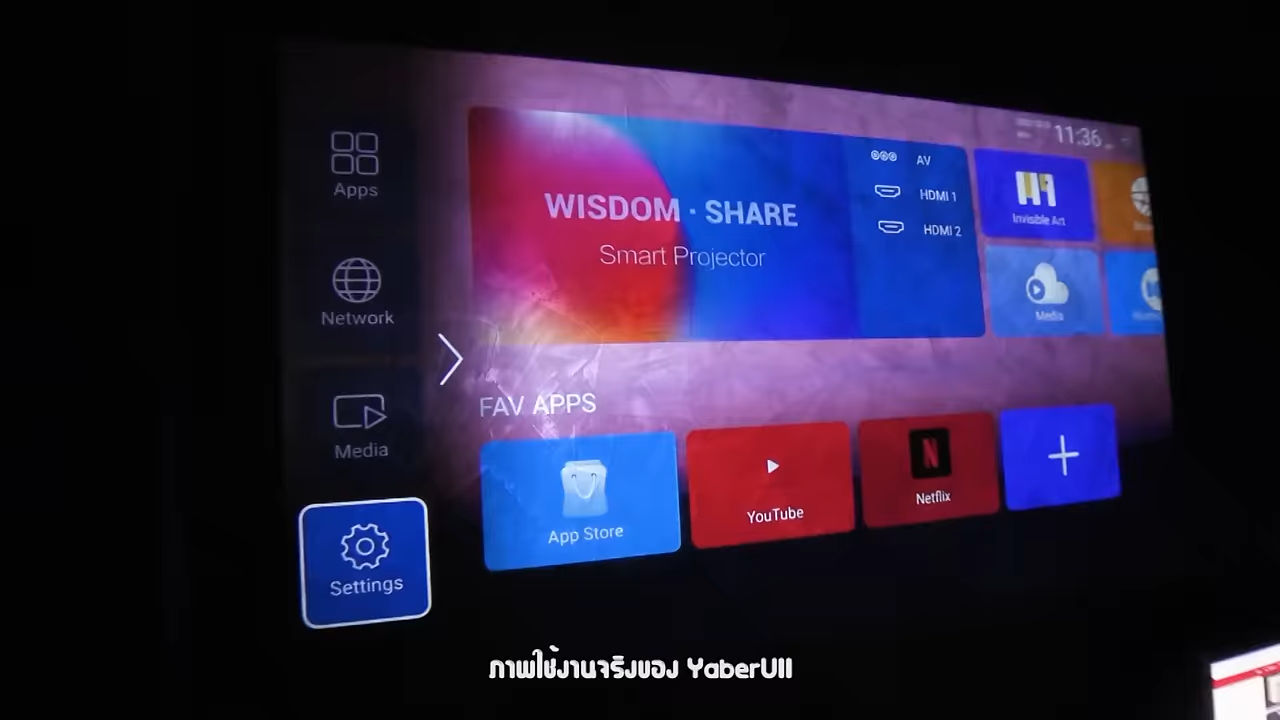 11:36
Apps
Network
Media
Settings
WISDOM · SHARE
Smart Projector
AV
HDMI 1
HDMI 2
Invisible Art
Media
FAV APPS
App Store
YouTube
N
Netflix
ภาพใช้งานจริงของ YaberU11